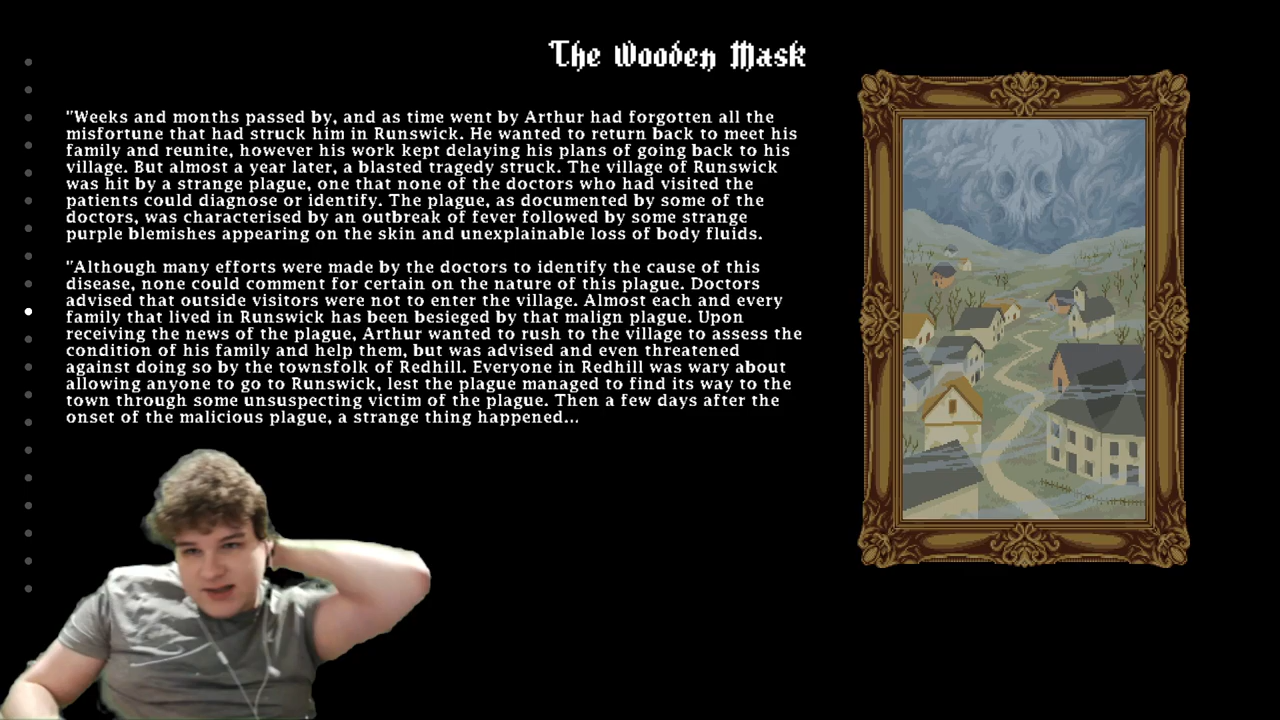 The Wooden Mask
"Weeks and months passed by, and as time went by Arthur had forgotten all the
misfortune that had struck him in Runswick. He wanted to return back to meet his
family and reunite, however his work kept delaying his plans of going back to his
village. But almost a year later, a blasted tragedy struck. The village of Runswick
was hit by a strange plague, one that none of the doctors who had visited the
patients could diagnose or identify. The plague, as documented by some of the
doctors, was characterised by an outbreak of fever followed by some strange
purple blemishes appearing on the skin and unexplainable loss of body fluids.
"Although many efforts were made by the doctors to identify the cause of this
disease, none could comment for certain on the nature of this plague. Doctors
advised that outside visitors were not to enter the village. Almost each and every
family that lived in Runswick has been besieged by that malign plague. Upon
receiving the news of the plague, Arthur wanted to rush to the village to assess the
condition of his family and help them, but was advised and even threatened
against doing so by the townsfolk of Redhill. Everyone in Redhill was wary about
allowing anyone to go to Runswick, lest the plague managed to find its way to the
town through some unsuspecting victim of the plague. Then a few days after the
onset of the malicious plague, a strange thing happened...